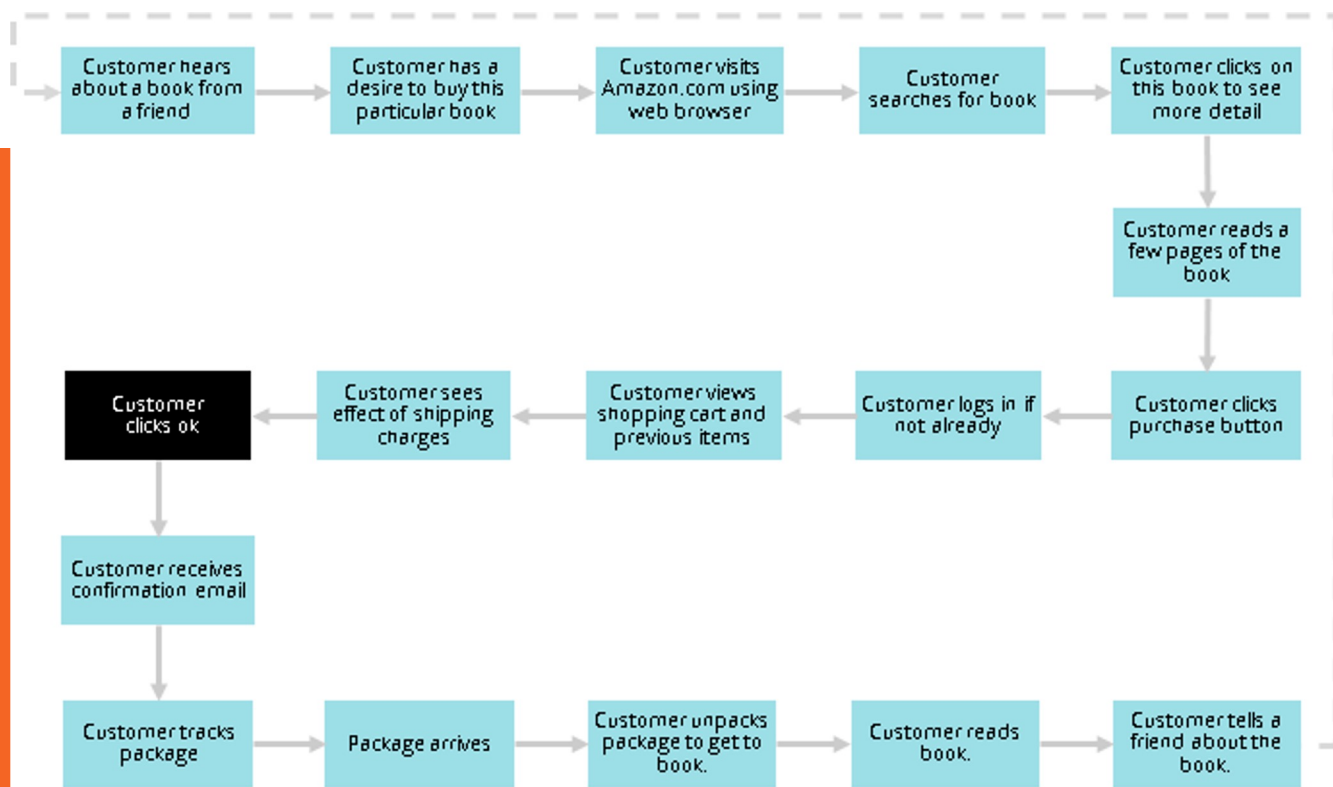 Customer hears
about a book from
a friend
Customer has a
desire to buy this
particular book
Customer visits
Amazon.com using
web browser
Customer
searches for book
Customer clicks on
this book to see
more detail
Customer reads a
few pages of the
book
Customer clicks
purchase button
Customer logs in if
not already
Customer views
shopping cart and
previous items
Customer sees
effect of shipping
charges
Customer
clicks ok
Customer receives
confirmation email
Customer tracks
package
Package arrives
Customer unpacks
package to get to
book.
Customer reads
book.
Customer tells a
friend about the
book.